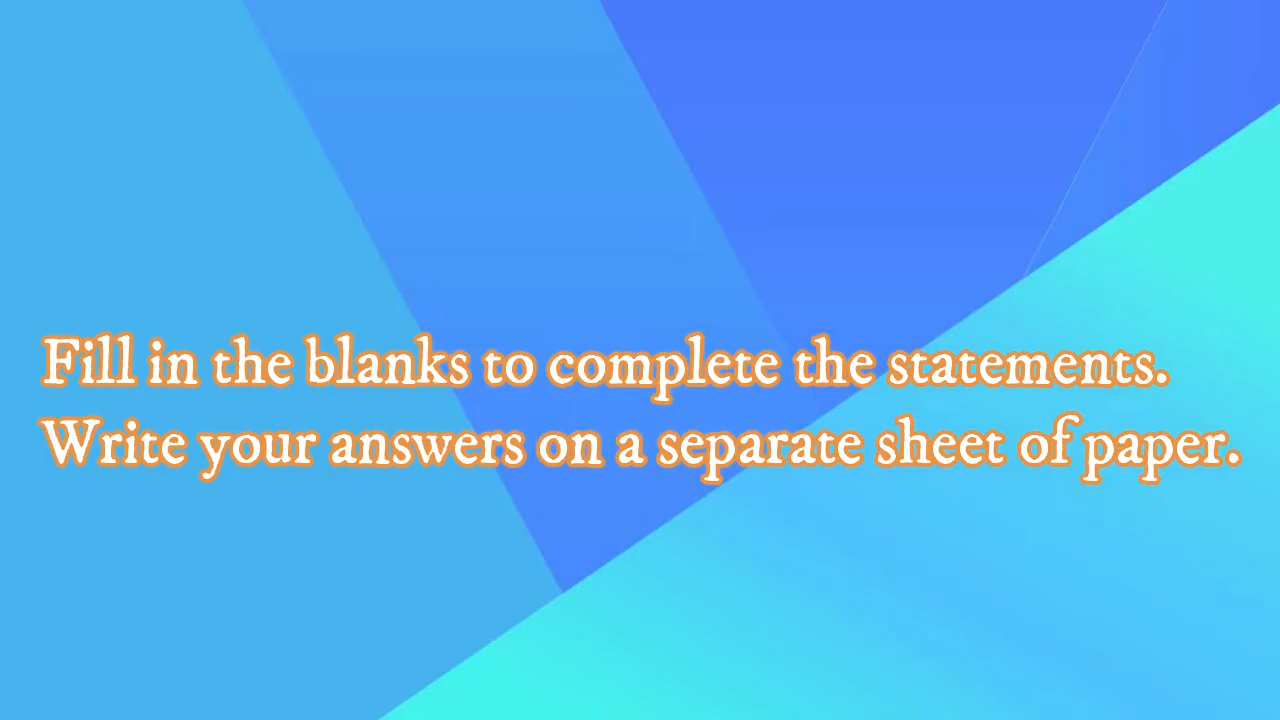 Fill in the blanks to complete the statements.
Write your answers on a separate sheet of paper.